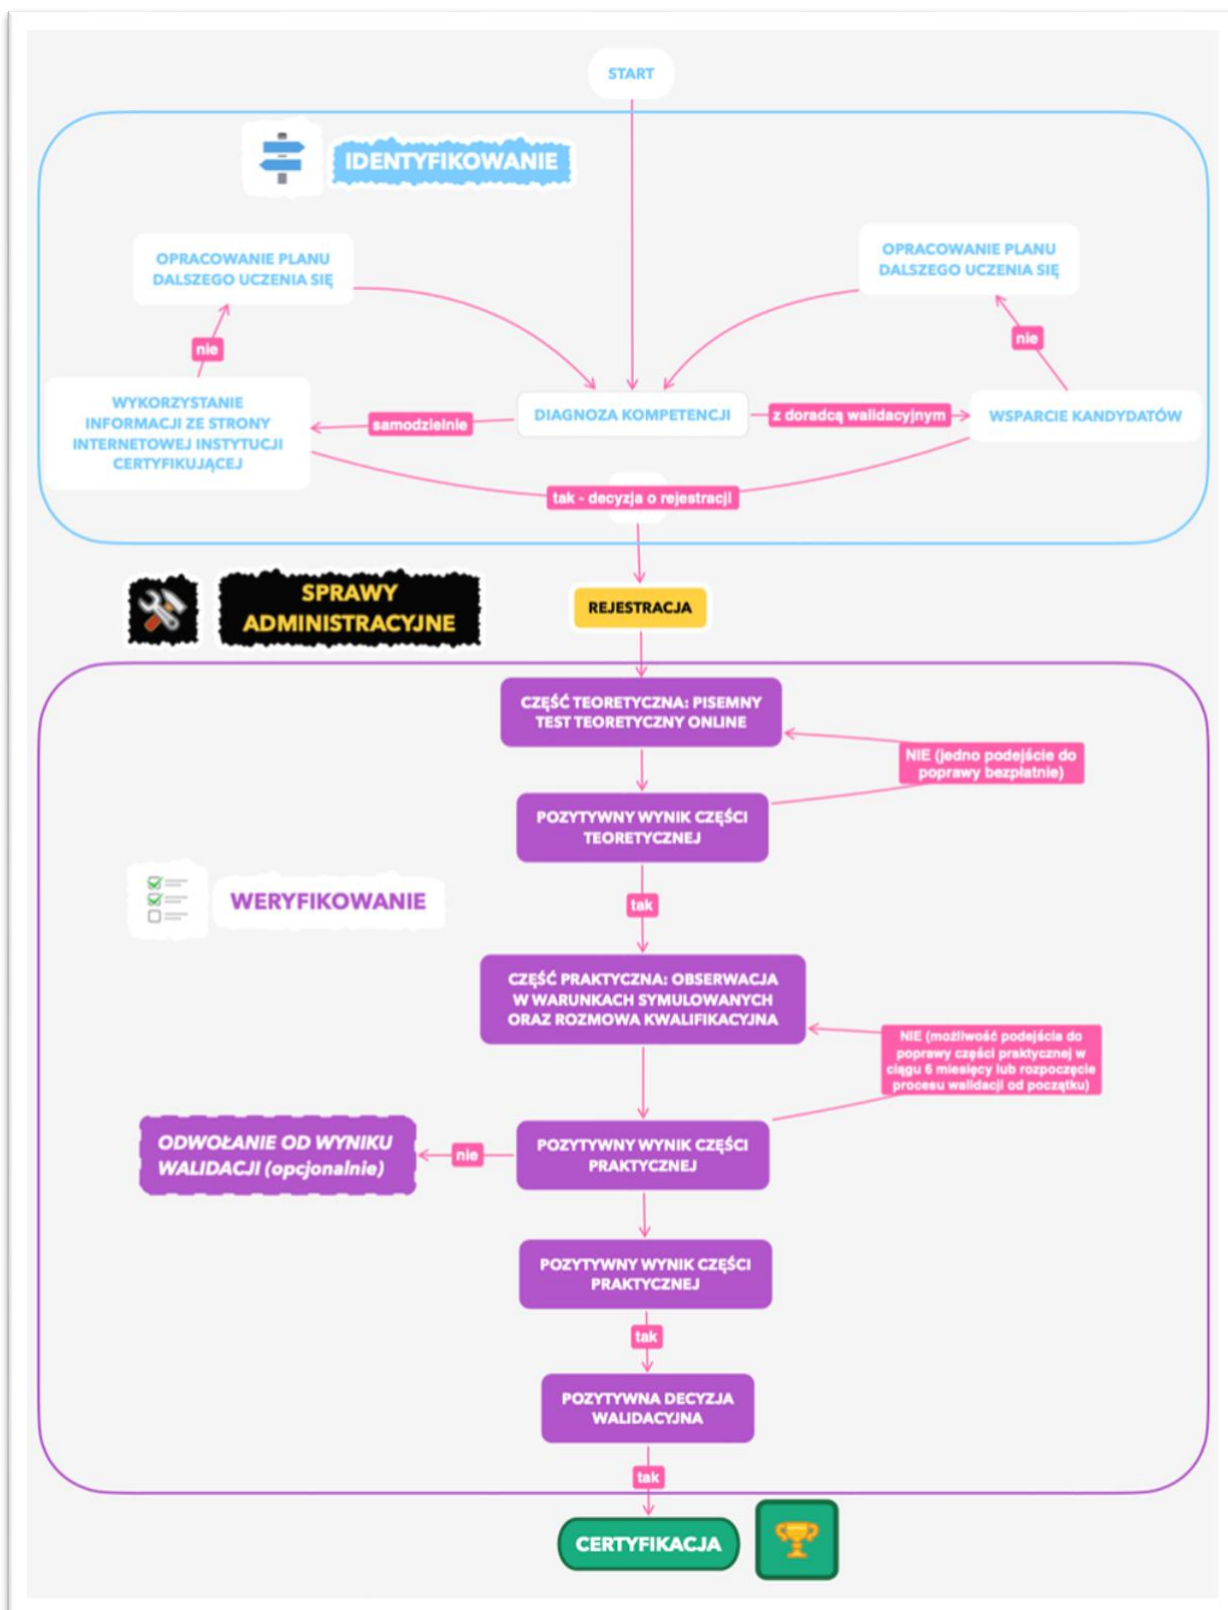 START
IDENTYFIKOWANIE
OPRACOWANIE PLANU
DALSZEGO UCZENIA SIĘ
OPRACOWANIE PLANU
DALSZEGO UCZENIA SIĘ
nie
nie
WYKORZYSTANIE
INFORMACJI ZE STRONY
INTERNETOWEJ INSTYTUCJI
CERTYFIKUJĄCEJ
samodzielnie
DIAGNOZA KOMPETENCJI
z doradcą walidacyjnym
WSPARCIE KANDYDATÓW
tak - decyzja o rejestracji
SPRAWY
ADMINISTRACYJNE
REJESTRACJA
CZĘŚĆ TEORETYCZNA: PISEMNY
TEST TEORETYCZNY ONLINE
NIE (jedno podejście do
poprawy bezpłatnie)
POZYTYWNY WYNIK CZĘŚCI
TEORETYCZNEJ
WERYFIKOWANIE
tak
CZĘŚĆ PRAKTYCZNA: OBSERWACJA
W WARUNKACH SYMULOWANYCH
ORAZ ROZMOWA KWALIFIKACYJNA
NIE (możliwość podejścia do
poprawy części praktycznej w
ciągu 6 miesięcy lub rozpoczęcie
procesu walidacji od początku)
ODWOŁANIE OD WYNIKU
WALIDACJI (opcjonalnie)
nie
POZYTYWNY WYNIK CZĘŚCI
PRAKTYCZNEJ
POZYTYWNY WYNIK CZĘŚCI
PRAKTYCZNEJ
tak
POZYTYWNA DECYZJA
WALIDACYJNA
tak
CERTYFIKACJA